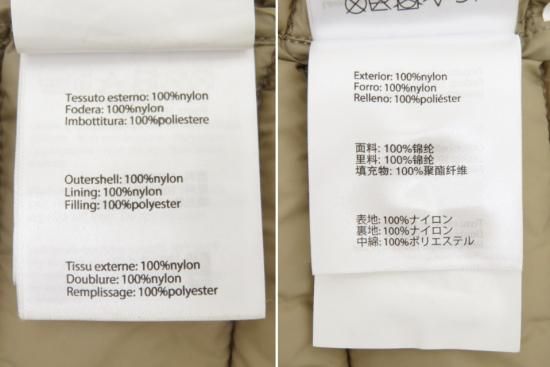 Tessuto esterno: 100%nylon
Fodera: 100%nylon
Imbottitura: 100%poliestere
Outershell: 100%nylon
Lining: 100%nylon
Filling: 100%polyester
Tissu externe: 100%nylon
Doublure: 100%nylon
Remplissage: 100%polyester
Exterior: 100%nylon
Forro: 100%nylon
Relleno: 100%poliéster
面料: 100%锦纶
里料: 100%锦纶
填充物: 100%聚酯纤维
表地: 100%ナイロン
裏地: 100%ナイロン
中綿: 100%ポリエステル